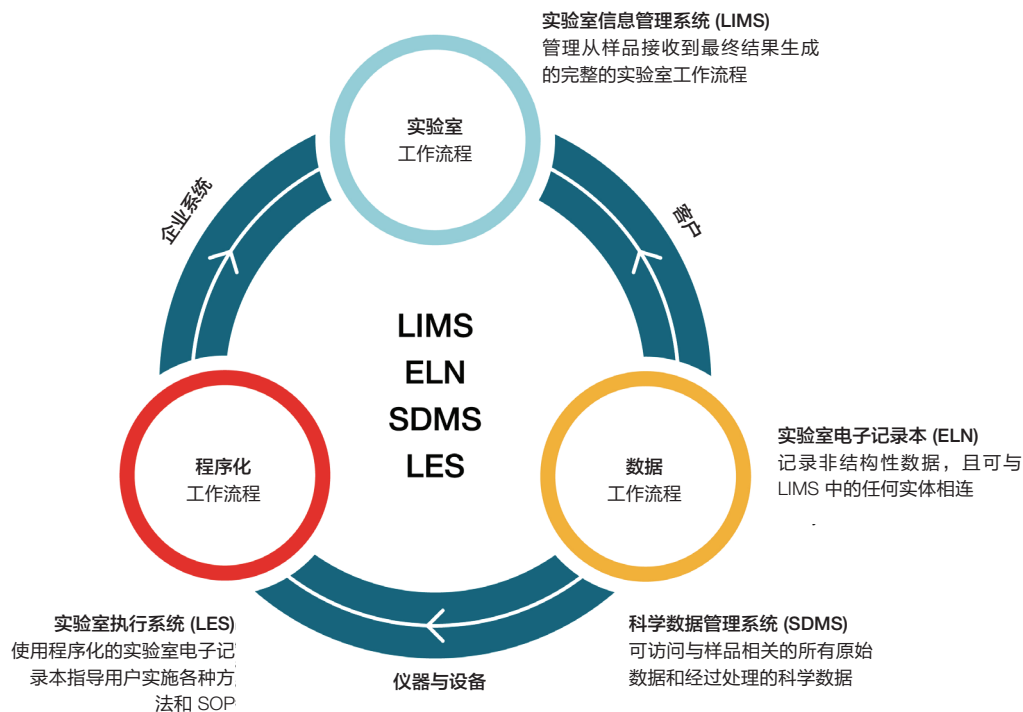 实验室信息管理系统 (LIMS)
管理从样品接收到最终结果生成
的完整的实验室工作流程
实验室
工作流程
企业系统
客户
LIMS
ELN
SDMS
LES
程序化
工作流程
数据
工作流程
实验室电子记录本 (ELN)
记录非结构性数据，且可与
LIMS 中的任何实体相连
实验室执行系统 (LES)
使用程序化的实验室电子记
录本指导用户实施各种方
法和 SOP
仪器与设备
科学数据管理系统 (SDMS)
可访问与样品相关的所有原始
数据和经过处理的科学数据